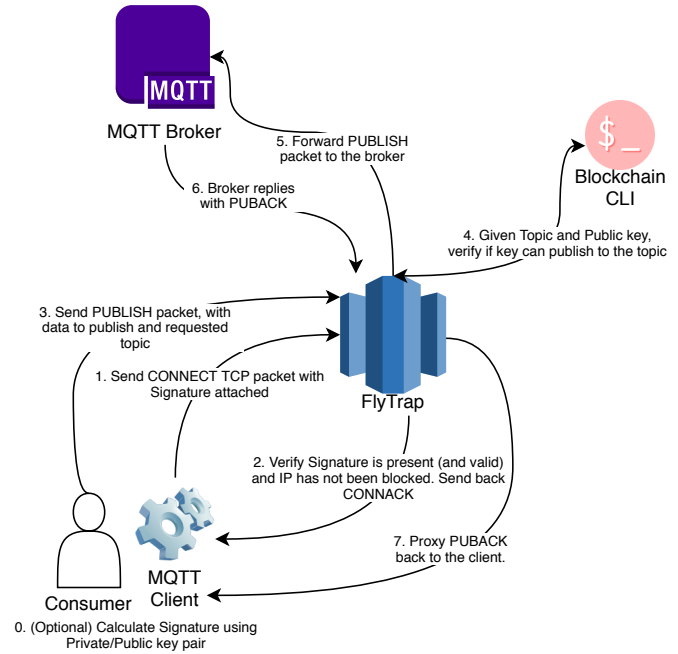 MQTT
MQTT Broker
5. Forward PUBLISH
packet to the broker
$_
Blockchain
CLI
6. Broker replies
with PUBACK
4. Given Topic and Public key,
verify if key can publish to the topic
3. Send PUBLISH packet, with
data to publish and requested
topic
1. Send CONNECT TCP packet with
Signature attached
FlyTrap
2. Verify Signature is present (and valid)
and IP has not been blocked. Send back
CONNACK
7. Proxy PUBACK
back to the client.
MQTT
Client
Consumer
0. (Optional) Calculate Signature using
Private/Public key pair